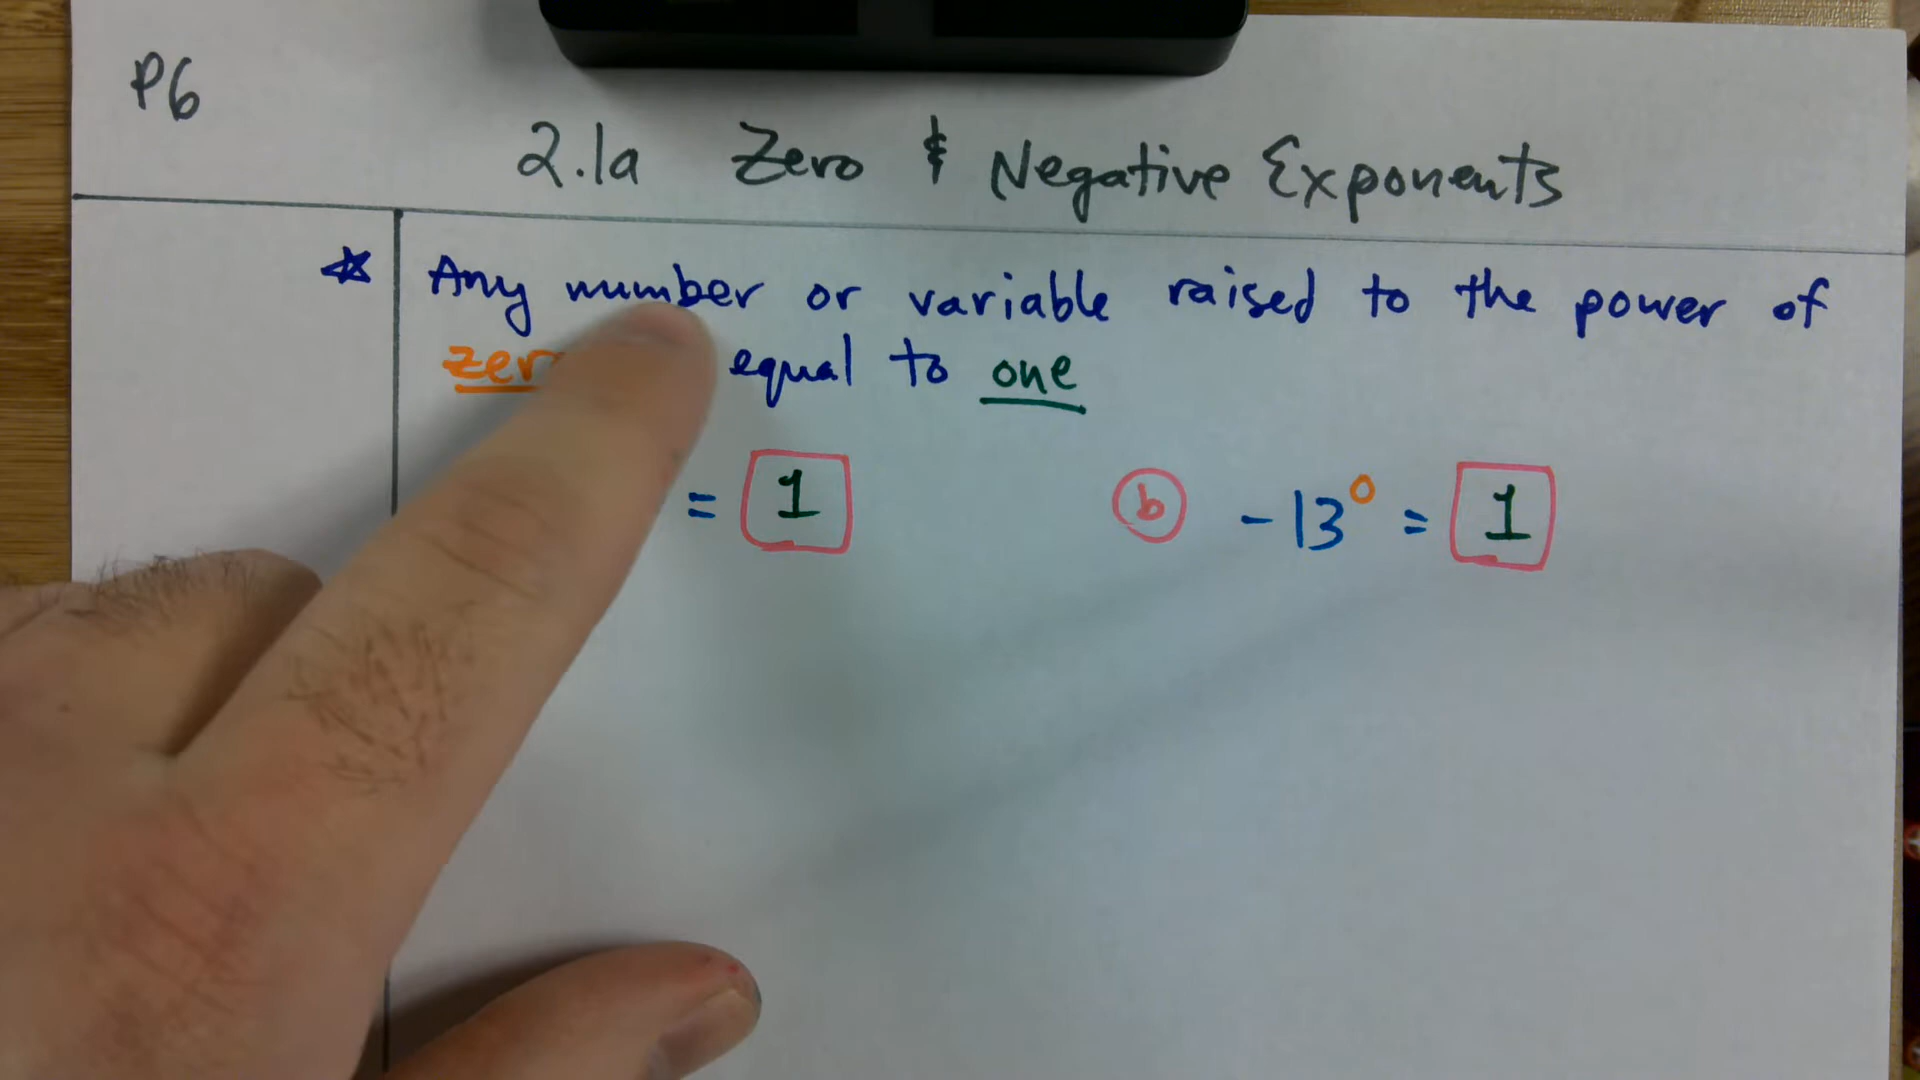 P6
2.1a Zero & Negative Exponents
☆ Any number or variable raised to the power of
zer equal to one
= 1
b -13⁰ = 1